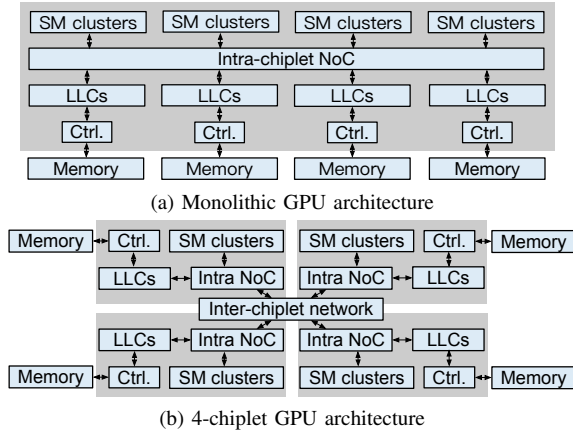 SM clusters SM clusters SM clusters SM clusters
Intra-chiplet NoC
LLCs LLCs LLCs LLCs
Ctrl. Ctrl. Ctrl. Ctrl.
Memory Memory Memory Memory
(a) Monolithic GPU architecture
Memory Ctrl. SM clusters SM clusters Ctrl. Memory
LLCs Intra NoC Intra NoC LLCs
Inter-chiplet network
LLCs Intra NoC Intra NoC LLCs
Memory Ctrl. SM clusters SM clusters Ctrl. Memory
(b) 4-chiplet GPU architecture